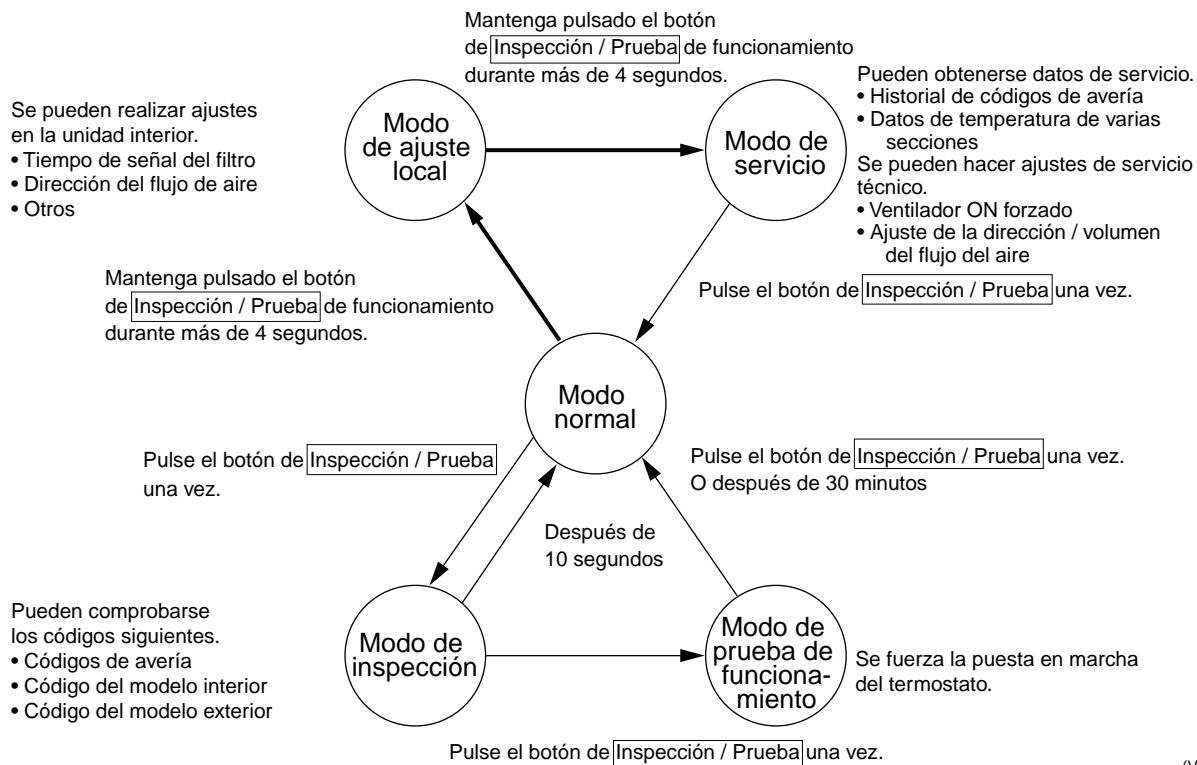 Mantenga pulsado el botón
de Inspección / Prueba de funcionamiento
durante más de 4 segundos.
Se pueden realizar ajustes
en la unidad interior.
• Tiempo de señal del filtro
• Dirección del flujo de aire
• Otros
Modo
de ajuste
local
Modo de
servicio
Pueden obtenerse datos de servicio.
• Historial de códigos de avería
• Datos de temperatura de varias
secciones
Se pueden hacer ajustes de servicio
técnico.
• Ventilador ON forzado
• Ajuste de la dirección / volumen
del flujo del aire
Mantenga pulsado el botón
de Inspección / Prueba de funcionamiento
durante más de 4 segundos.
Pulse el botón de Inspección / Prueba una vez.
Modo
normal
Pulse el botón de Inspección / Prueba
una vez.
Pulse el botón de Inspección / Prueba una vez.
O después de 30 minutos
Después de
10 segundos
Pueden comprobarse
los códigos siguientes.
• Códigos de avería
• Código del modelo interior
• Código del modelo exterior
Modo de
inspección
Modo de
prueba de
funciona-
miento
Se fuerza la puesta en marcha
del termostato.
Pulse el botón de Inspección / Prueba una vez.